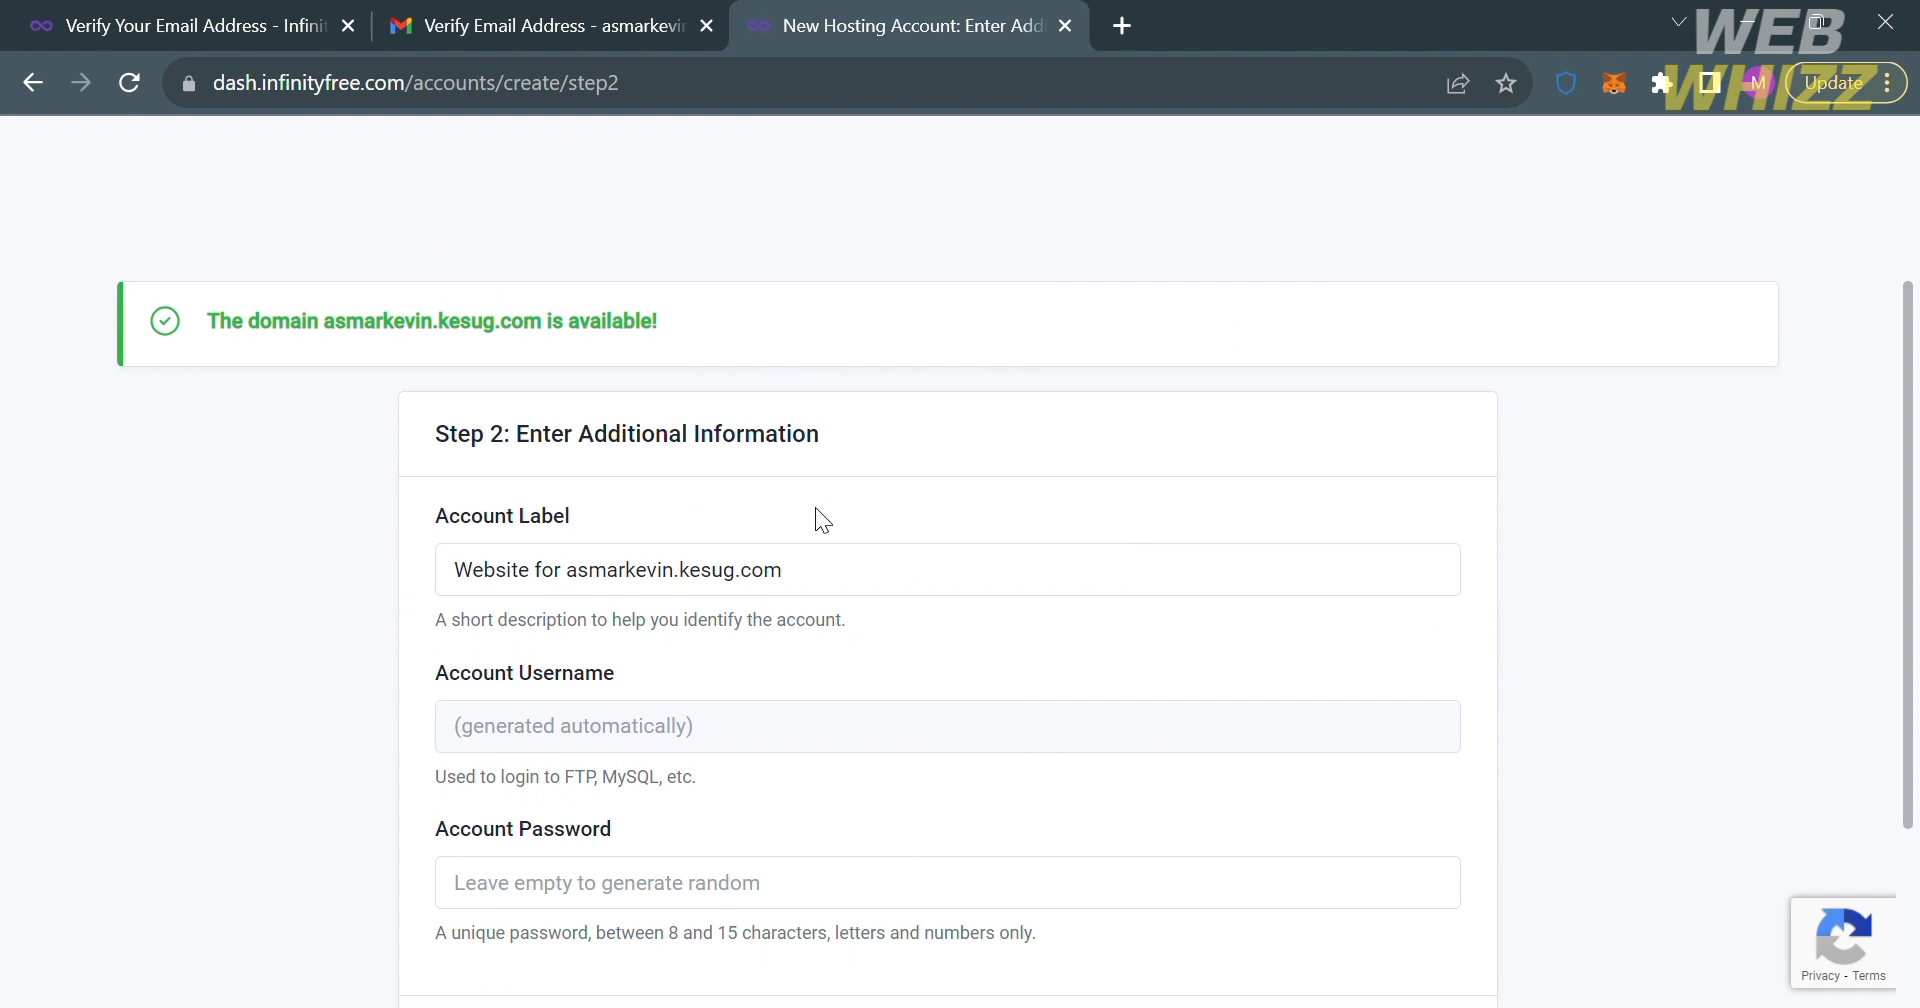 Verify Your Email Address - Infinit
Verify Email Address - asmarkevin
New Hosting Account: Enter Add
WEB
WHIZZ
dash.infinityfree.com/accounts/create/step2
M
Update
The domain asmarkevin.kesug.com is available!
Step 2: Enter Additional Information
Account Label
Website for asmarkevin.kesug.com
A short description to help you identify the account.
Account Username
(generated automatically)
Used to login to FTP, MySQL, etc.
Account Password
Leave empty to generate random
A unique password, between 8 and 15 characters, letters and numbers only.
Privacy - Terms